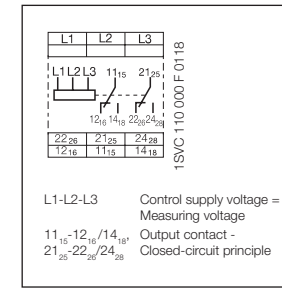 L1 L2 L3
L1 L2 L3 11₁₅ 21₂₅
12₁₆ 14₁₈ 22₂₆ 24₂₈
22₂₆ 21₂₅ 24₂₈
12₁₆ 11₁₅ 14₁₈
1SVC 110 000 F 0118
L1-L2-L3 Control supply voltage =
Measuring voltage
11₁₅-12₁₆/14₁₈, Output contact -
21₂₅-22₂₆/24₂₈ Closed-circuit principle